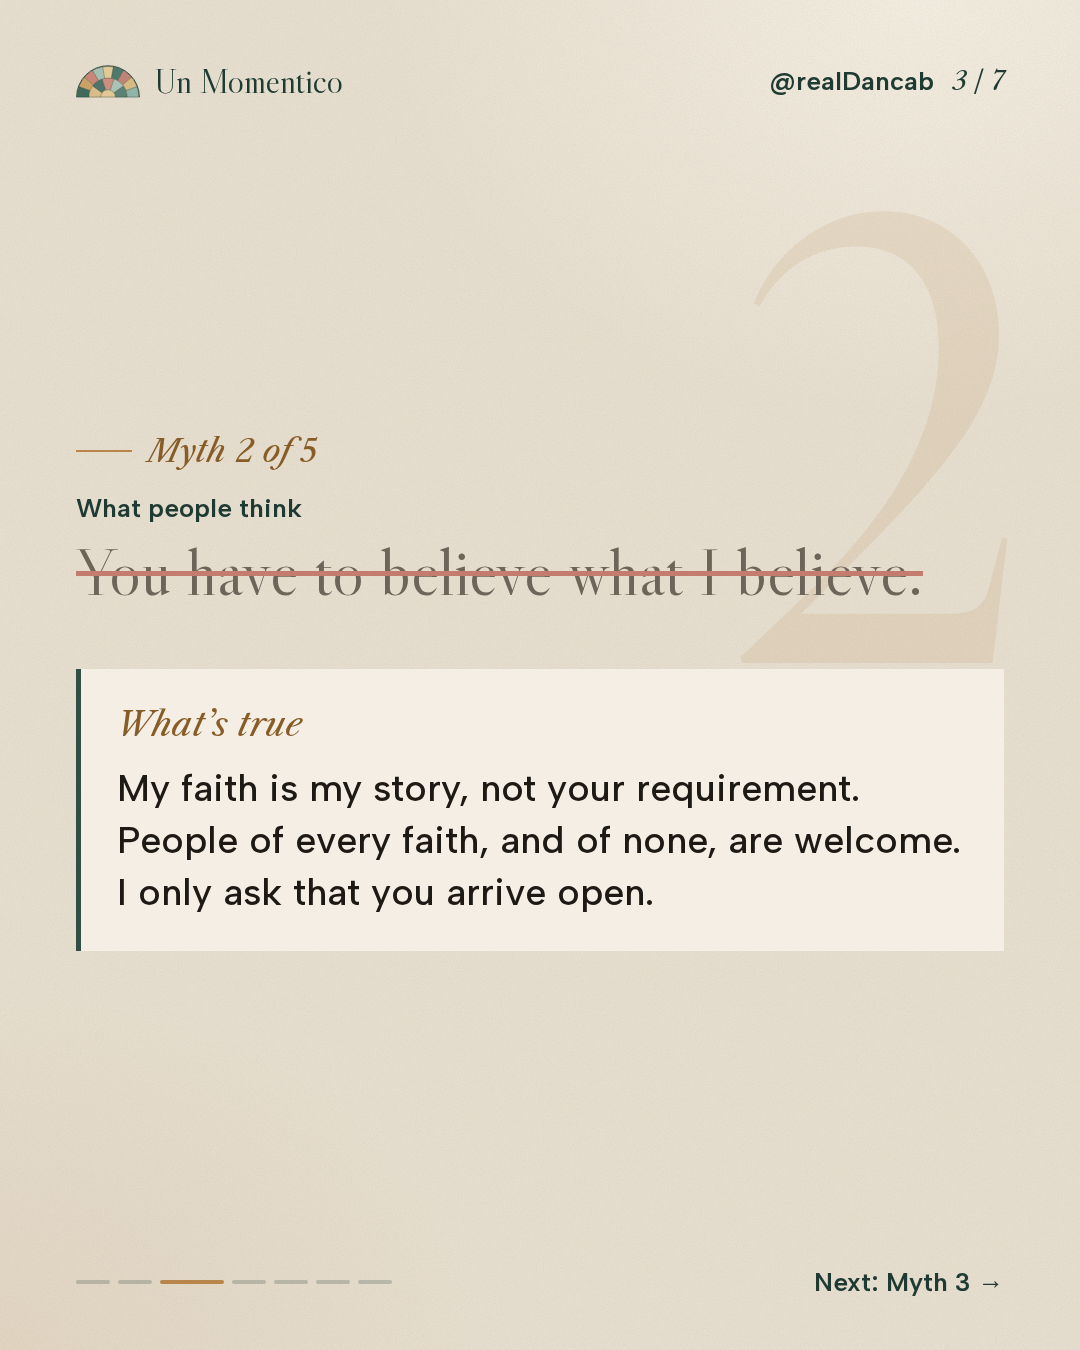 Un Momentico
@realDancab 3 / 7
2
Myth 2 of 5
What people think
You have to believe what I believe.
What’s true
My faith is my story, not your requirement.
People of every faith, and of none, are welcome.
I only ask that you arrive open.
Next: Myth 3 →